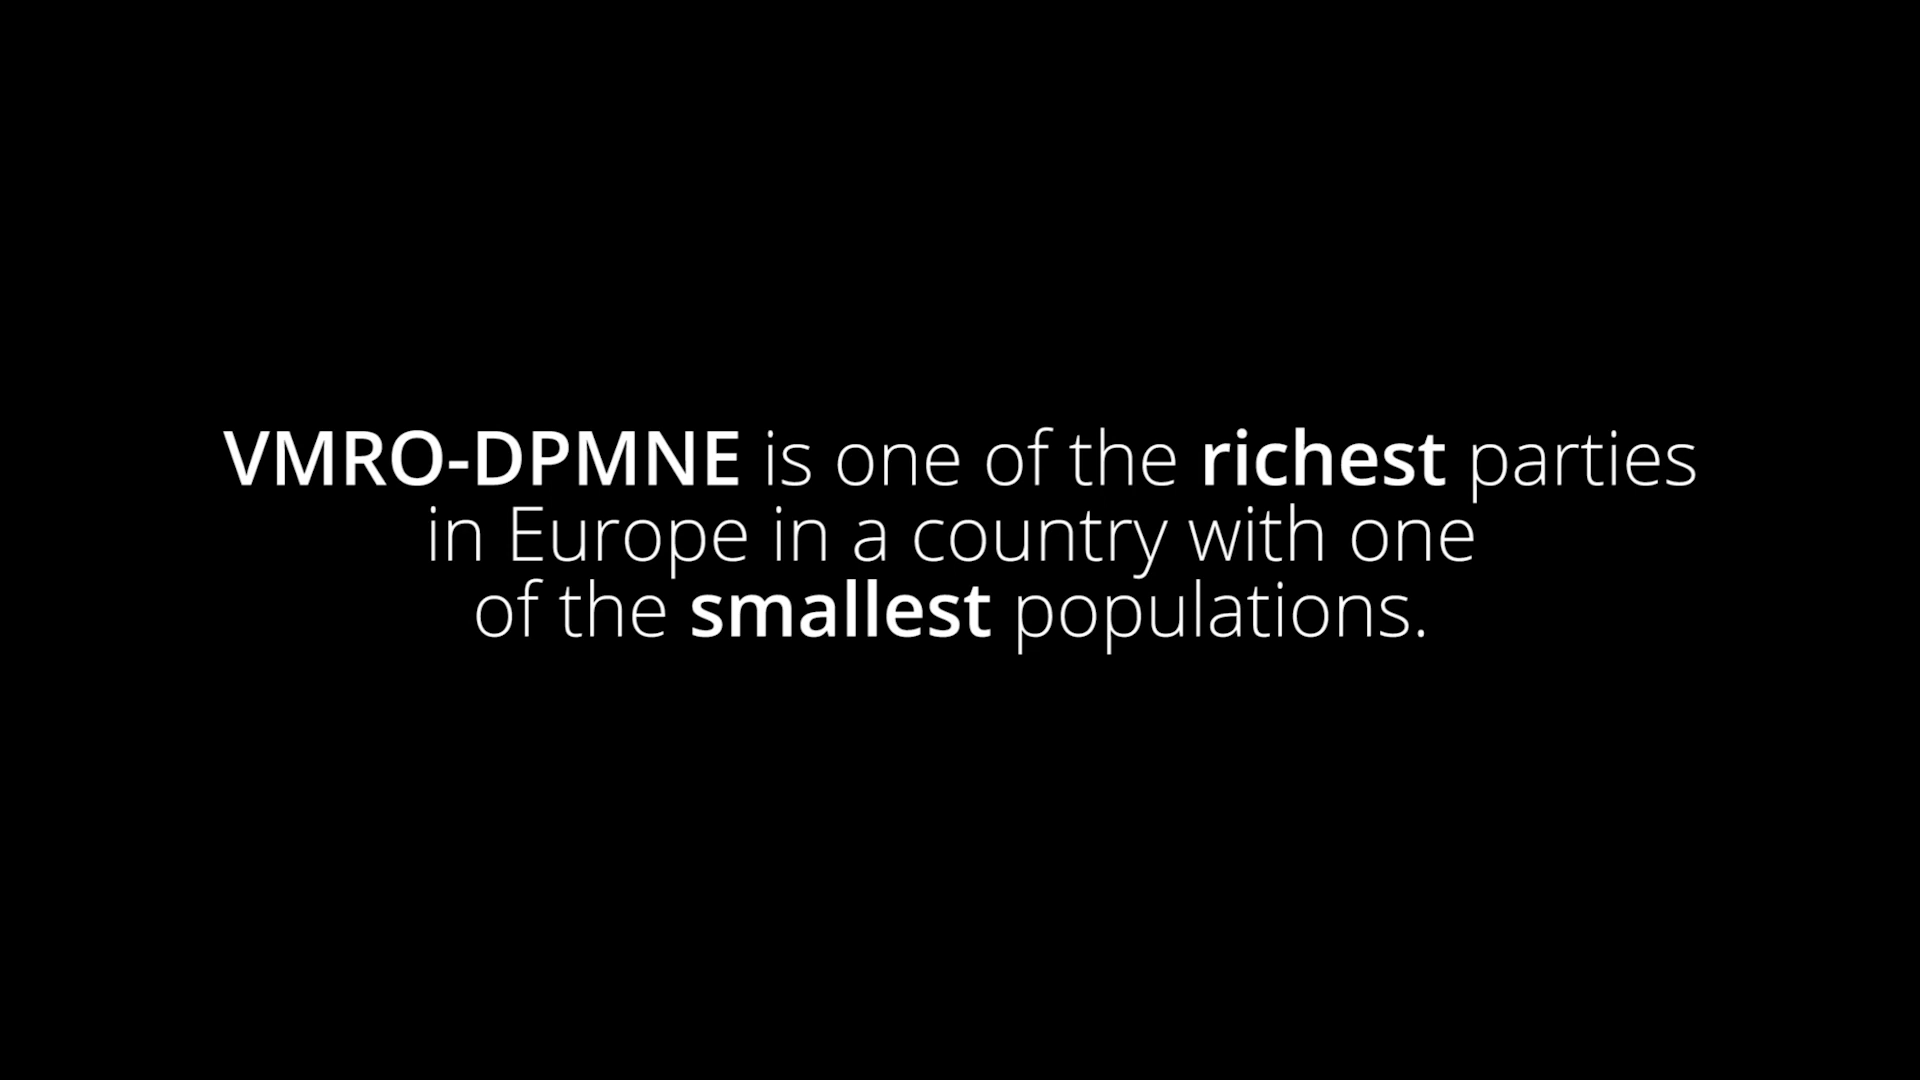 VMRO-DPMNE is one of the richest parties
in Europe in a country with one
of the smallest populations.